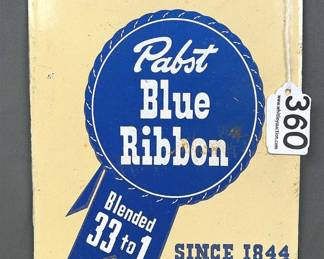 Pabst
Blue
Ribbon
Blended
33 to 1
SINCE 1844
360